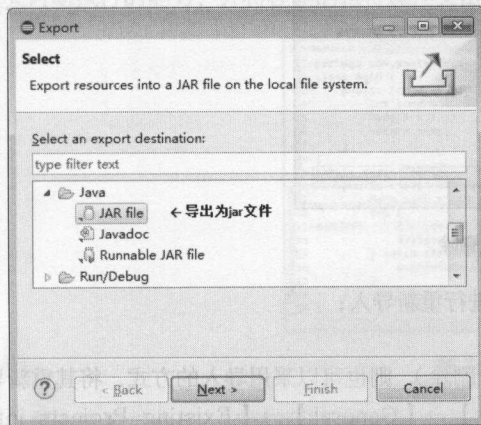 Export
Select
Export resources into a JAR file on the local file system.
Select an export destination:
type filter text
Java
JAR file ←导出为jar文件
Javadoc
Runnable JAR file
Run/Debug
? < Back Next > Finish Cancel